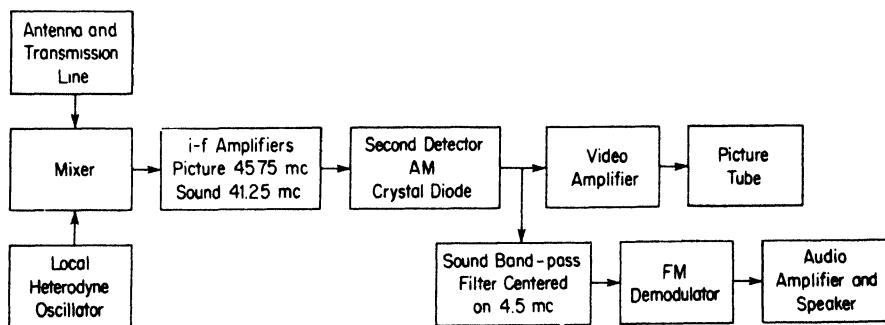 Antenna and
Transmission
Line
Mixer
i-f Amplifiers
Picture 4575 mc
Sound 41.25 mc
Second Detector
AM
Crystal Diode
Video
Amplifier
Picture
Tube
Local
Heterodyne
Oscillator
Sound Band-pass
Filter Centered
on 4.5 mc
FM
Demodulator
Audio
Amplifier and
Speaker